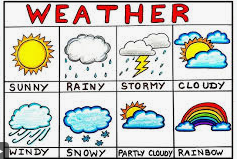 WEATHER
SUNNY RAINY STORMY CLOUDY
WINDY SNOWY PARTLY CLOUDY RAINBOW